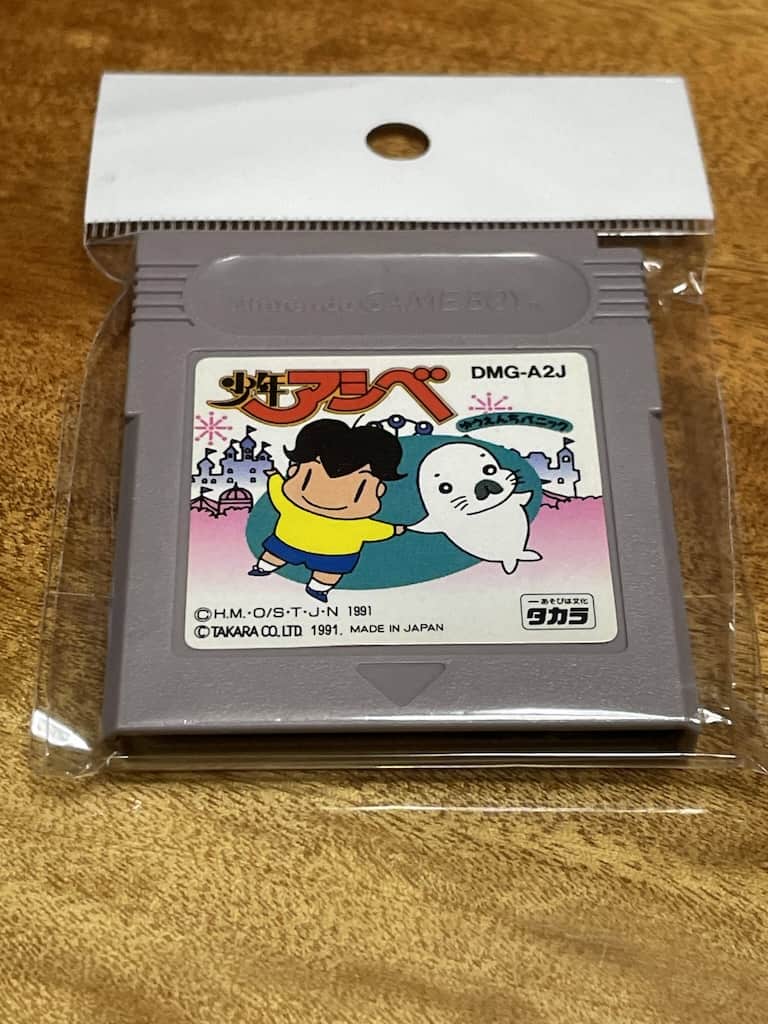 Nintendo GAME BOY™
少年アシベ
DMG-A2J
ゆうえんちパニック
©H.M.・O/S・T・J・N 1991
©TAKARA CO.,LTD. 1991. MADE IN JAPAN
—あそびは文化
タカラ